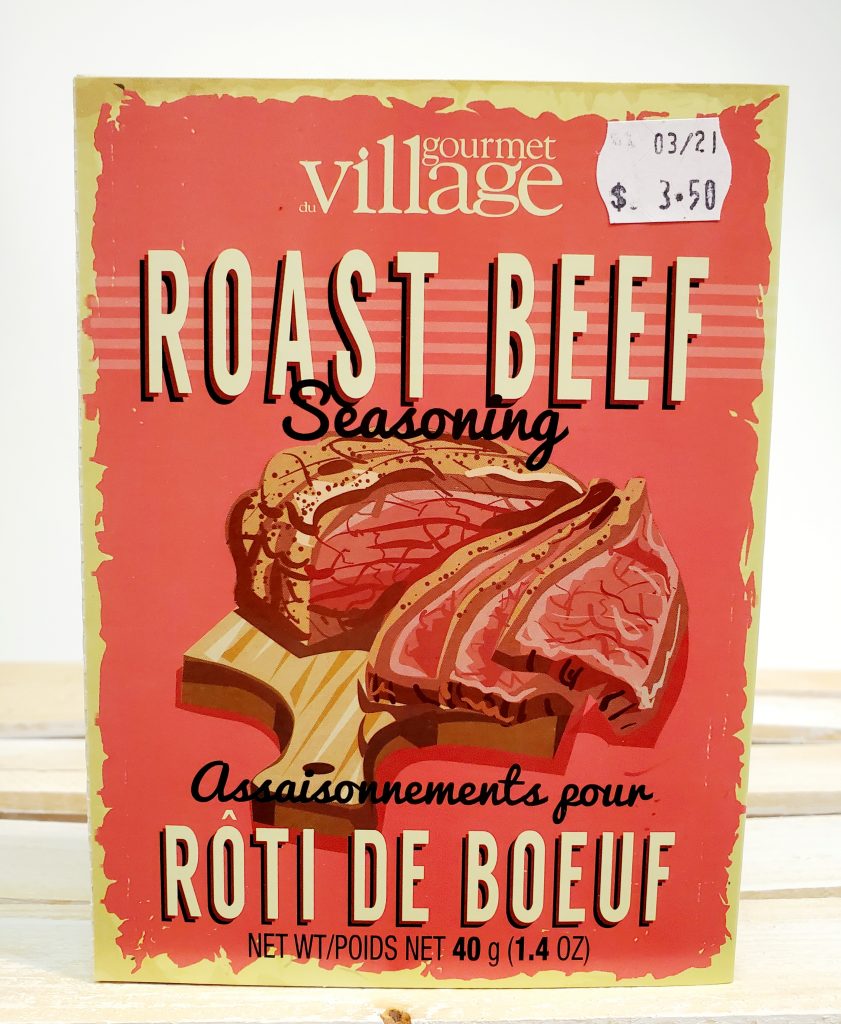 gourmet
du village
03/21
$ 3.50
ROAST BEEF
Seasoning
Assaisonnements pour
RÔTI DE BOEUF
NET WT/POIDS NET 40 g (1.4 OZ)